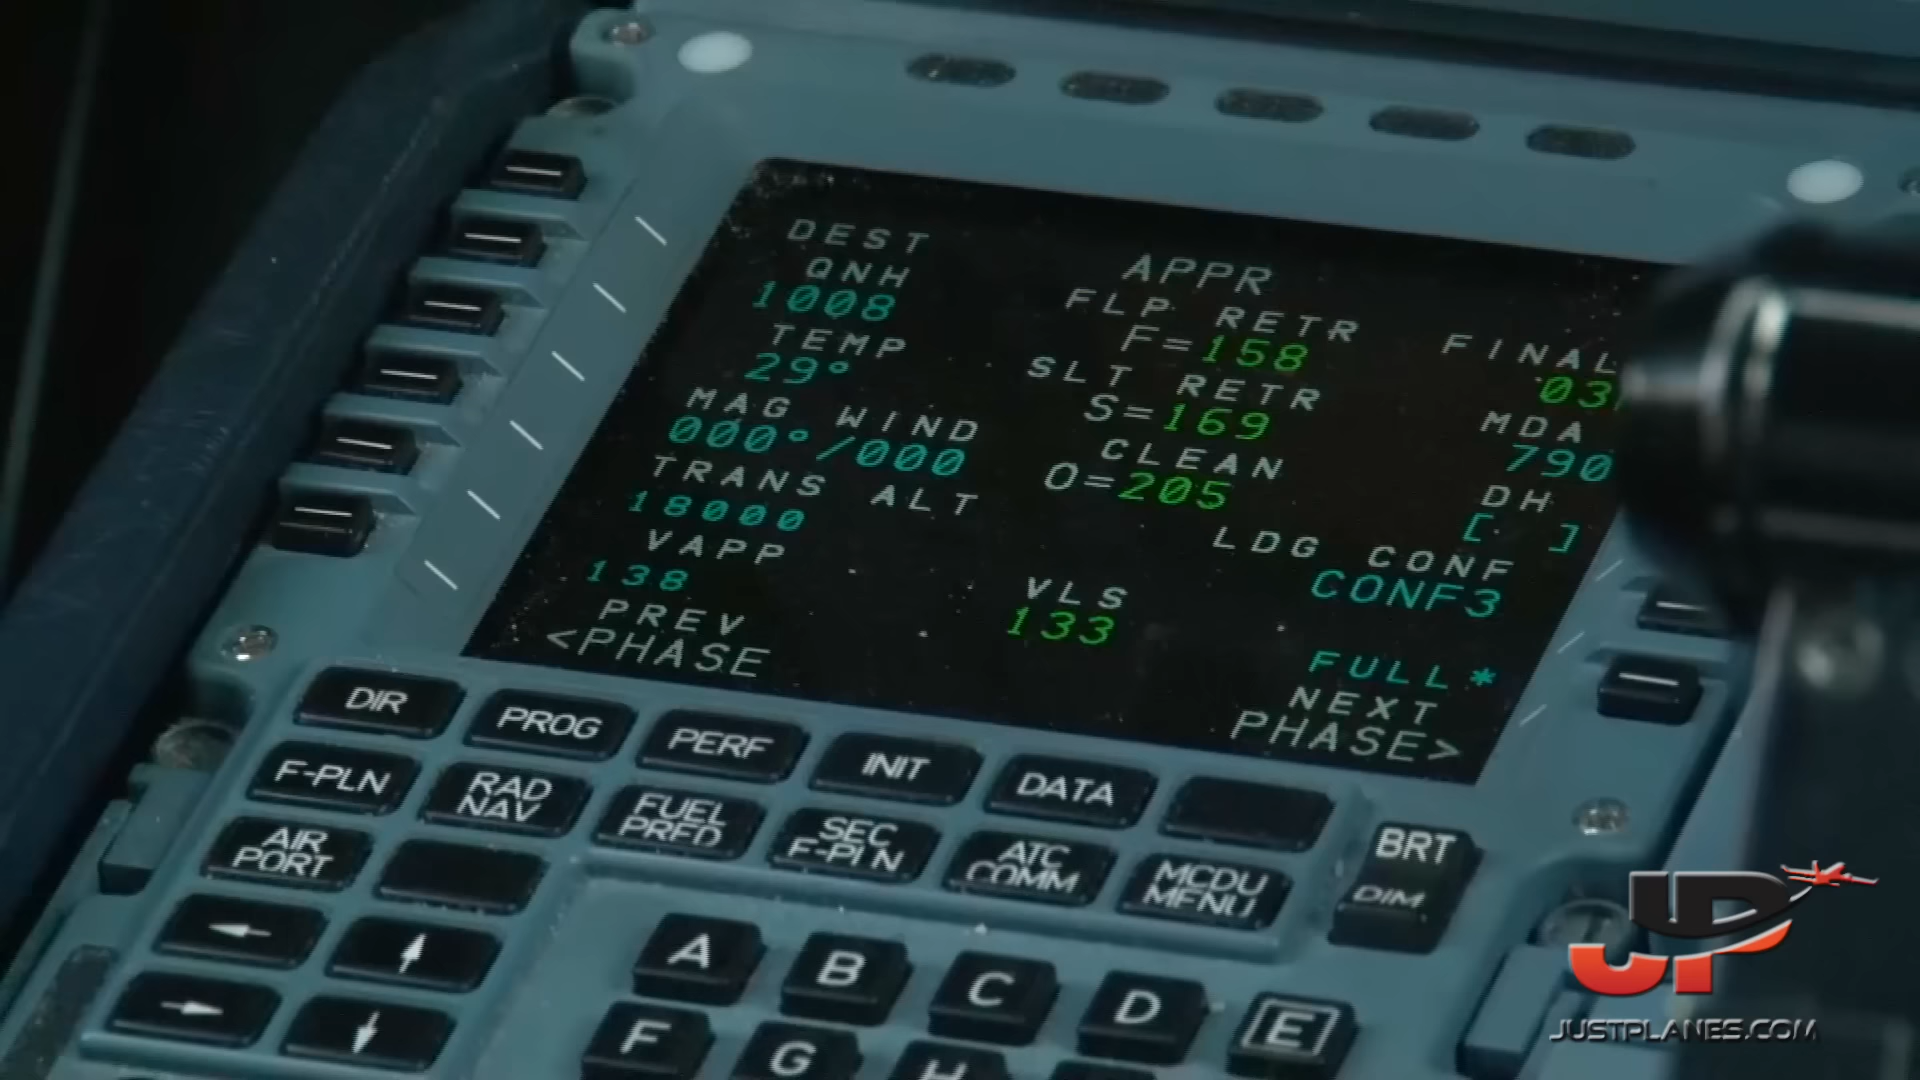 DEST
APPR
QNH
FLP RETR
FINAL
1008
F=158
03
TEMP
SLT RETR
MDA
29°
S=169
790
MAG WIND
CLEAN
DH
000°/000
O=205
[ ]
TRANS ALT
LDG CONF
18000
CONF3
VAPP
VLS
138
133
FULL*
PREV
NEXT
<PHASE
PHASE>
DIR
PROG
PERF
INIT
DATA
BRT
DIM
F-PLN
RAD NAV
FUEL PRED
SEC F-PLN
ATC COMM
MCDU MENU
AIR PORT
A
B
C
D
E
F
G
H
JP
JUSTPLANES.COM